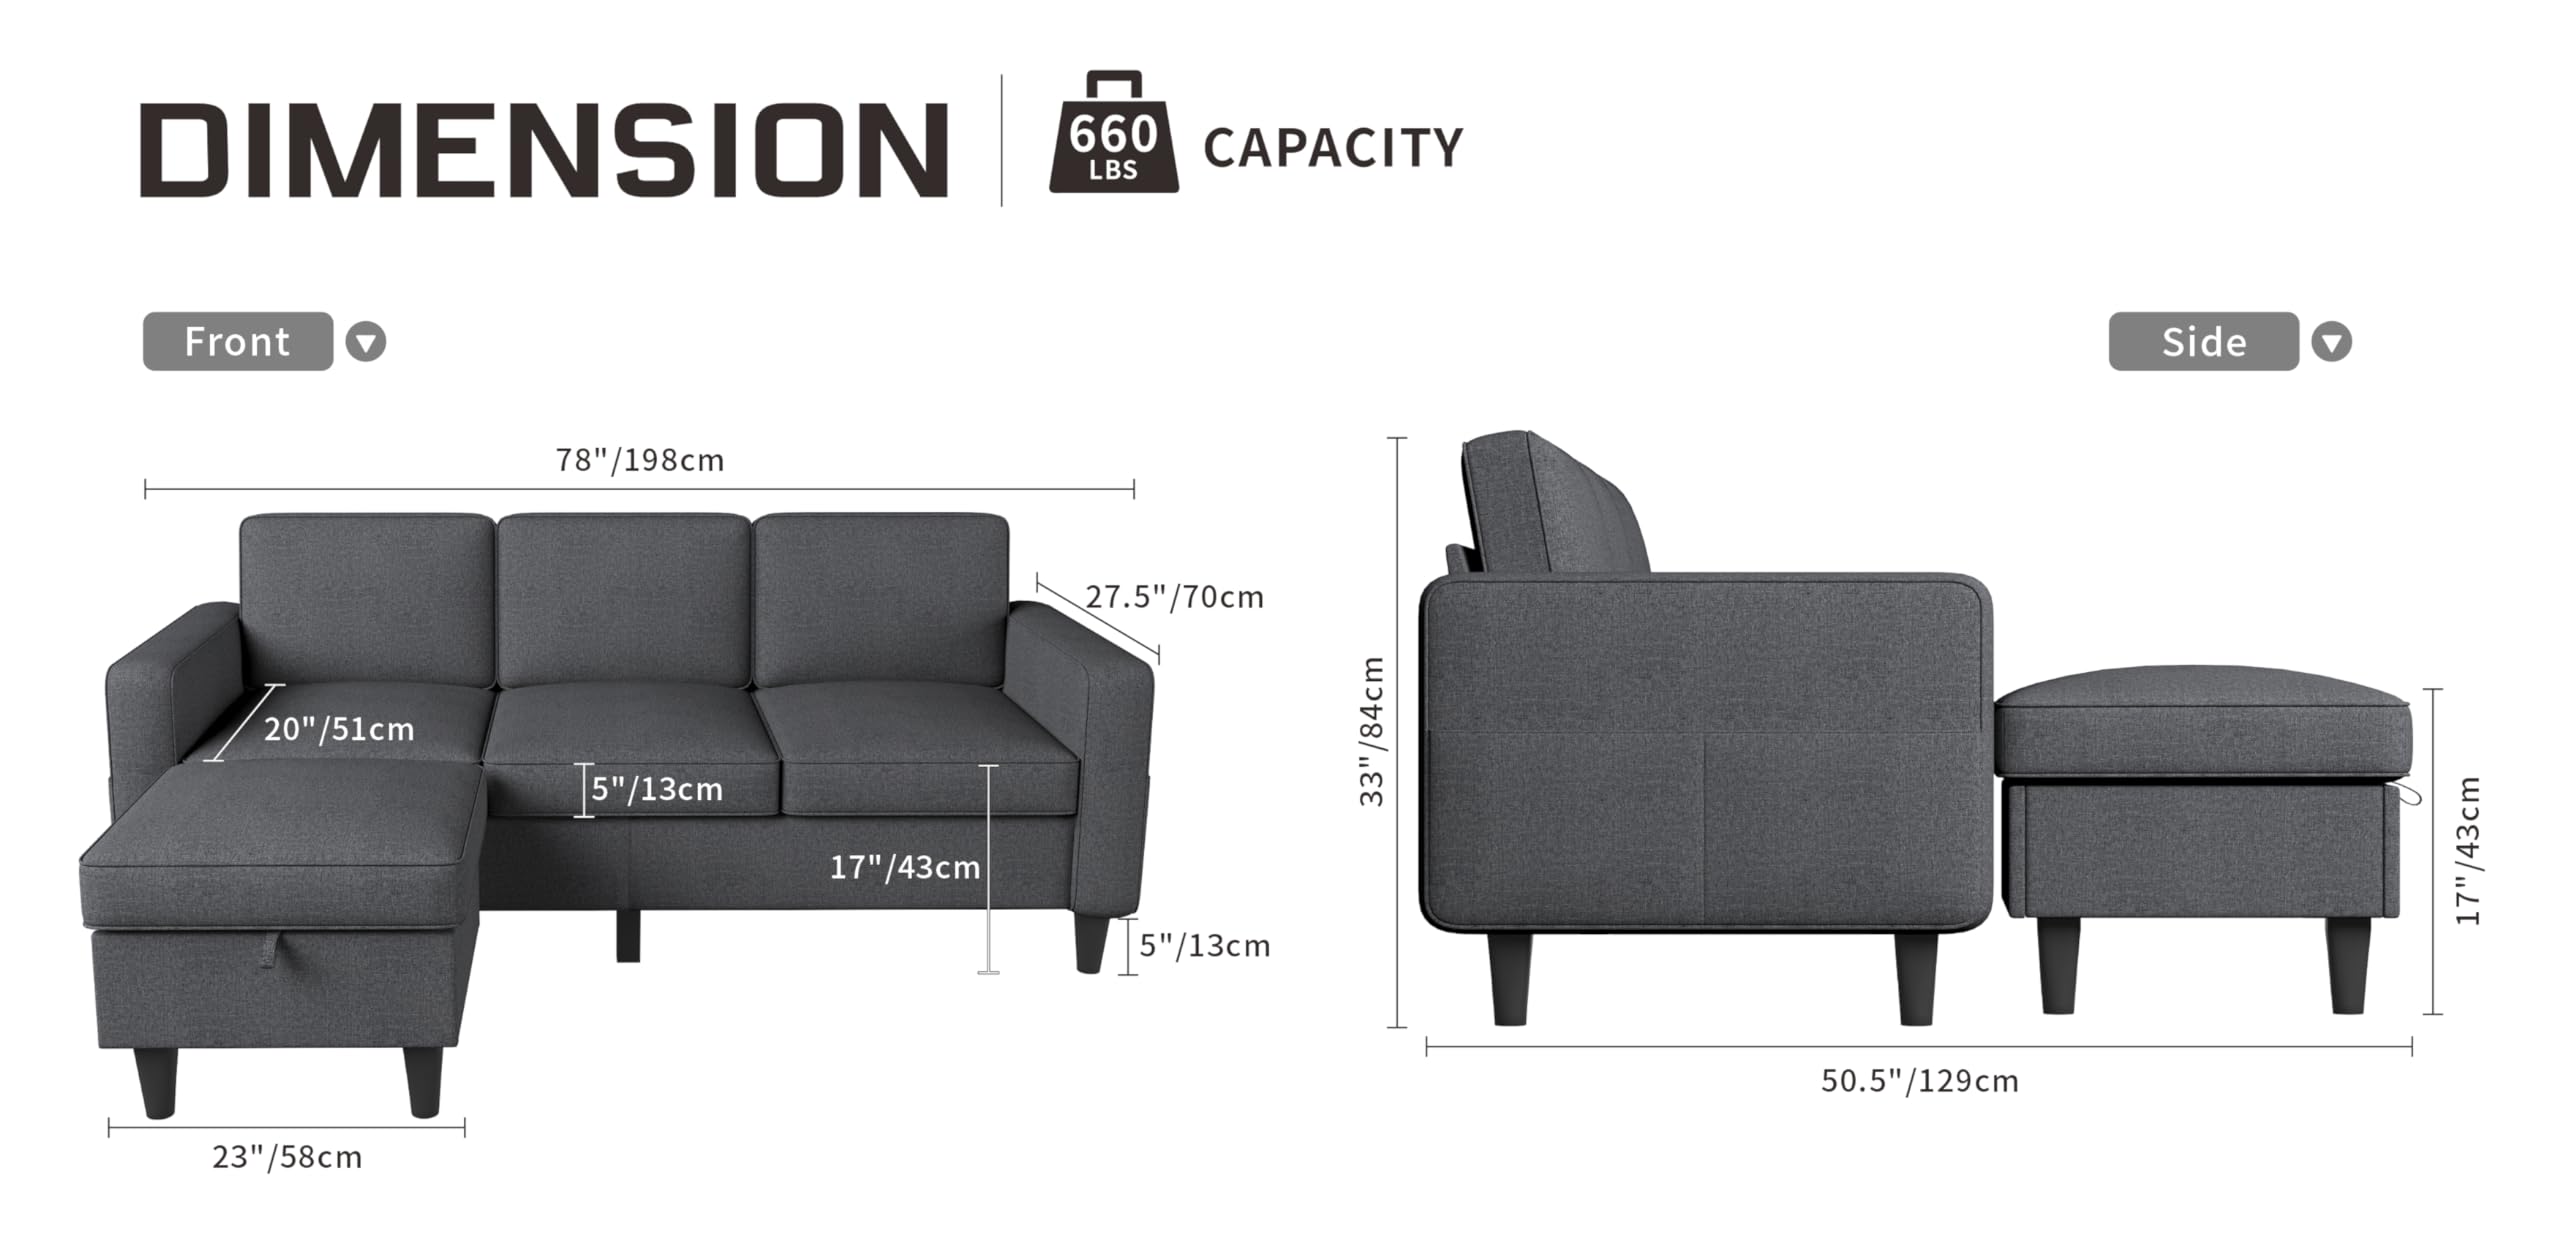 DIMENSION
660
LBS
CAPACITY
Front
Side
78"/198cm
27.5"/70cm
20"/51cm
5"/13cm
17"/43cm
5"/13cm
23"/58cm
33"/84cm
17"/43cm
50.5"/129cm